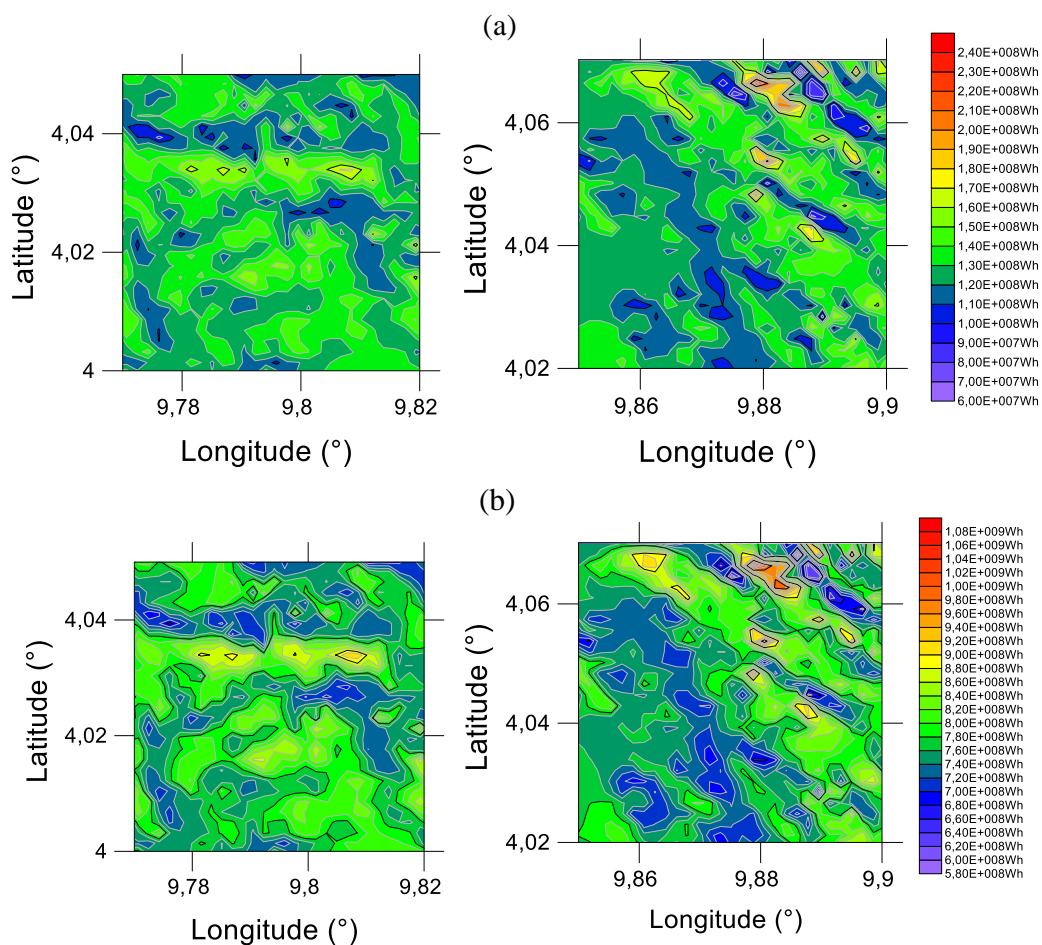 (a)
Latitude (°)
4,04
4,02
4
9,78
9,8
9,82
Longitude (°)
Latitude (°)
4,06
4,04
4,02
9,86
9,88
9,9
Longitude (°)
2,40E+008Wh
2,30E+008Wh
2,20E+008Wh
2,10E+008Wh
2,00E+008Wh
1,90E+008Wh
1,80E+008Wh
1,70E+008Wh
1,60E+008Wh
1,50E+008Wh
1,40E+008Wh
1,30E+008Wh
1,20E+008Wh
1,10E+008Wh
1,00E+008Wh
9,00E+007Wh
8,00E+007Wh
7,00E+007Wh
6,00E+007Wh
(b)
Latitude (°)
4,04
4,02
4
9,78
9,8
9,82
Longitude (°)
Latitude (°)
4,06
4,04
4,02
9,86
9,88
9,9
Longitude (°)
1,08E+009Wh
1,06E+009Wh
1,04E+009Wh
1,02E+009Wh
1,00E+009Wh
9,80E+008Wh
9,60E+008Wh
9,40E+008Wh
9,20E+008Wh
9,00E+008Wh
8,80E+008Wh
8,60E+008Wh
8,40E+008Wh
8,20E+008Wh
8,00E+008Wh
7,60E+008Wh
7,40E+008Wh
7,20E+008Wh
7,00E+008Wh
6,80E+008Wh
6,60E+008Wh
6,40E+008Wh
6,20E+008Wh
6,00E+008Wh
5,80E+008Wh